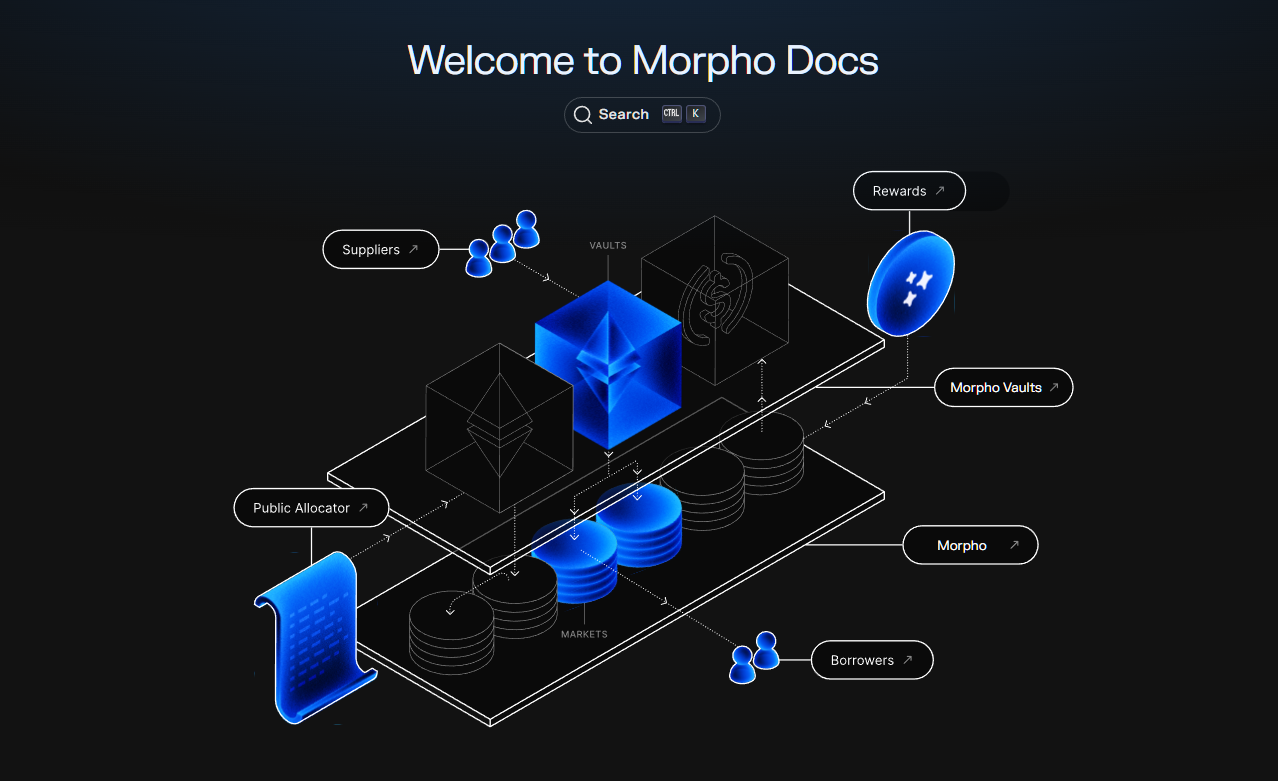 Welcome to Morpho Docs
Search CTRL K
Rewards
Suppliers
VAULTS
Morpho Vaults
Public Allocator
Morpho
MARKETS
Borrowers